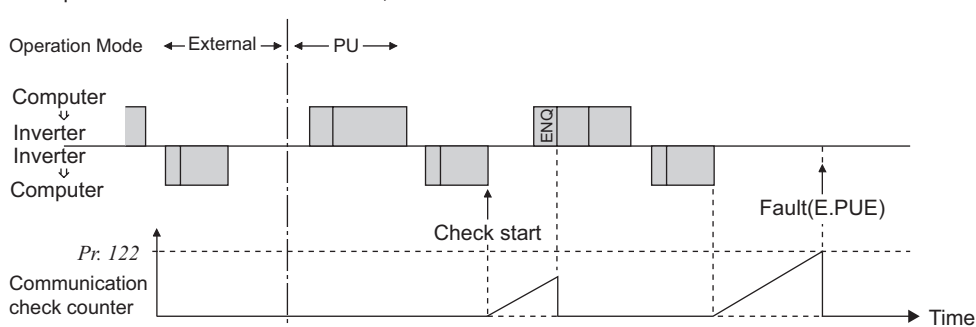 Operation Mode
External
PU
Computer
Inverter
Inverter
Computer
ENQ
Fault(E.PUE)
Check start
Pr. 122
Communication
check counter
Time